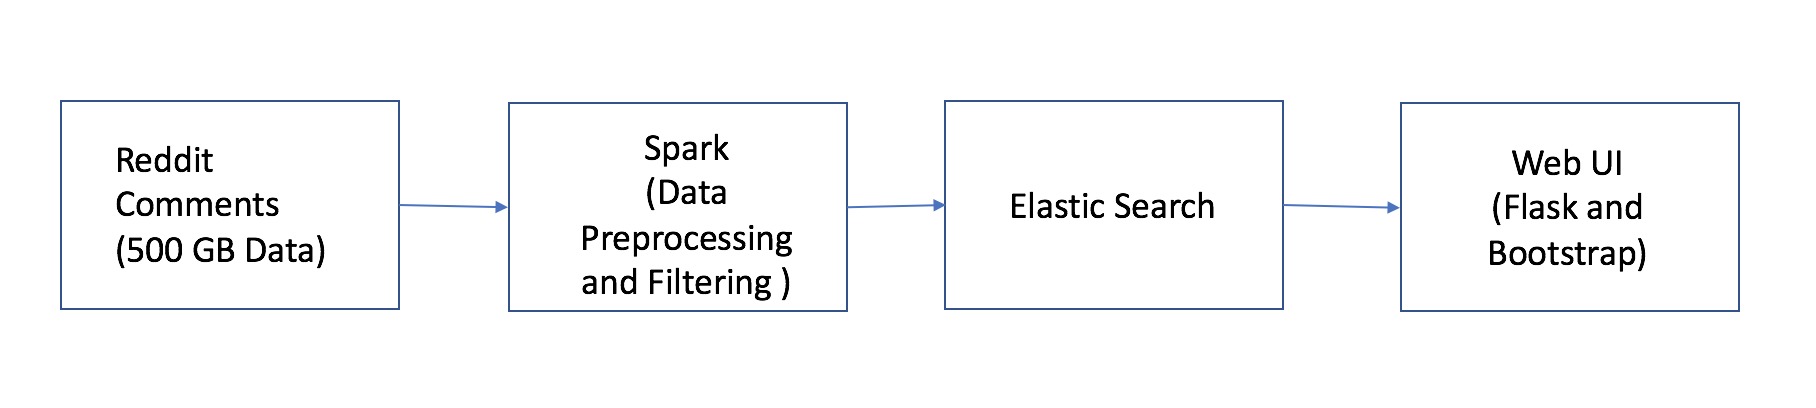 Reddit
Comments
(500 GB Data)
Spark
(Data
Preprocessing
and Filtering )
Elastic Search
Web UI
(Flask and
Bootstrap)